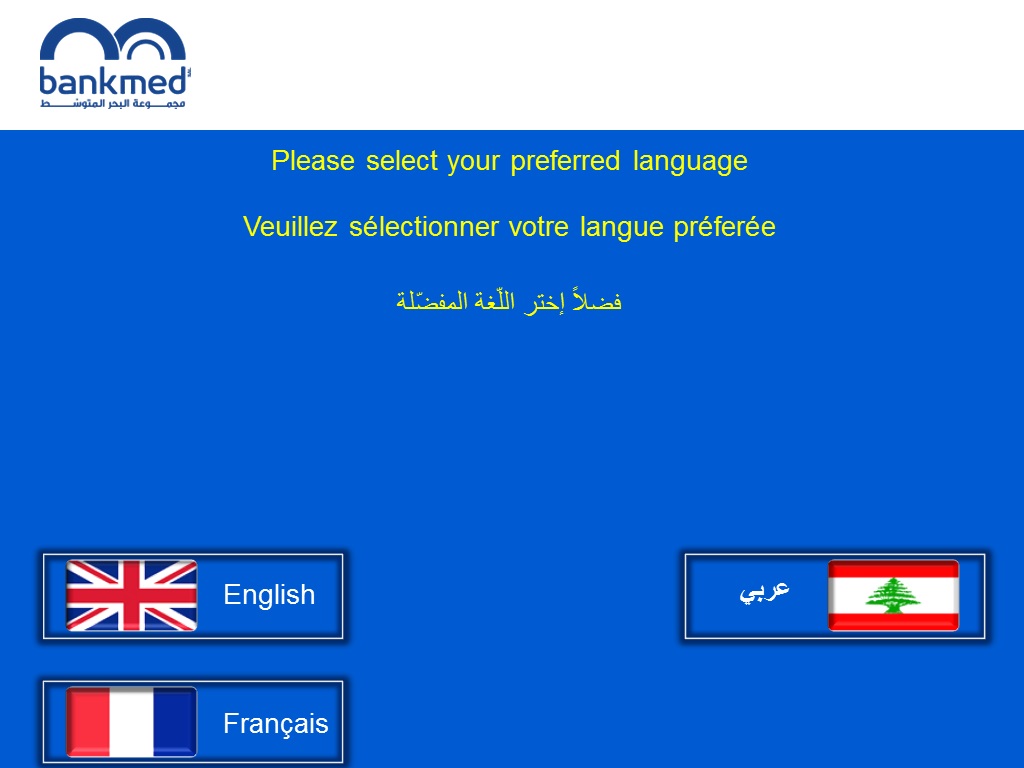 bankmed
مجموعة البحر المتوسط
Please select your preferred language
Veuillez sélectionner votre langue préferée
فضلاً إختر اللّغة المفضّلة
English
عربي
Français